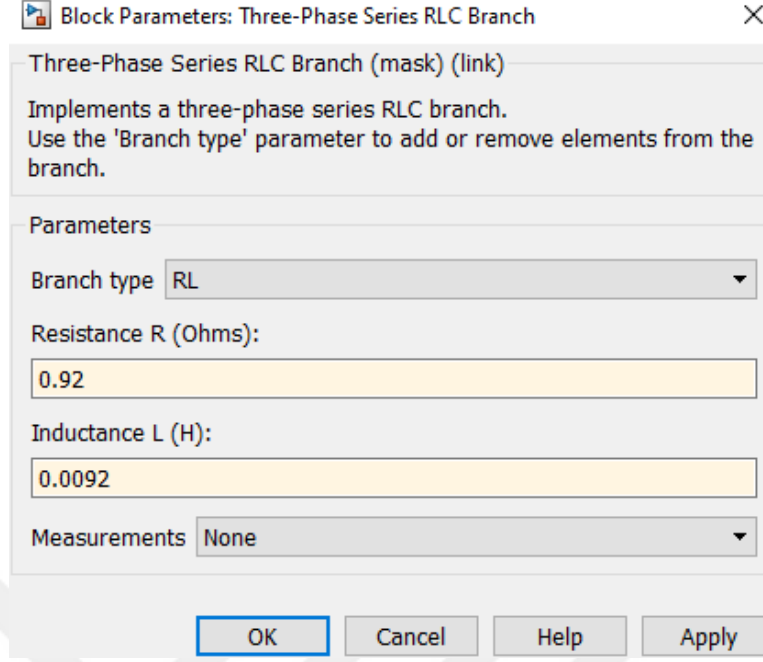 Block Parameters: Three-Phase Series RLC Branch
Three-Phase Series RLC Branch (mask) (link)
Implements a three-phase series RLC branch.
Use the 'Branch type' parameter to add or remove elements from the
branch.
Parameters
Branch type RL
Resistance R (Ohms):
0.92
Inductance L (H):
0.0092
Measurements None
OK Cancel Help Apply